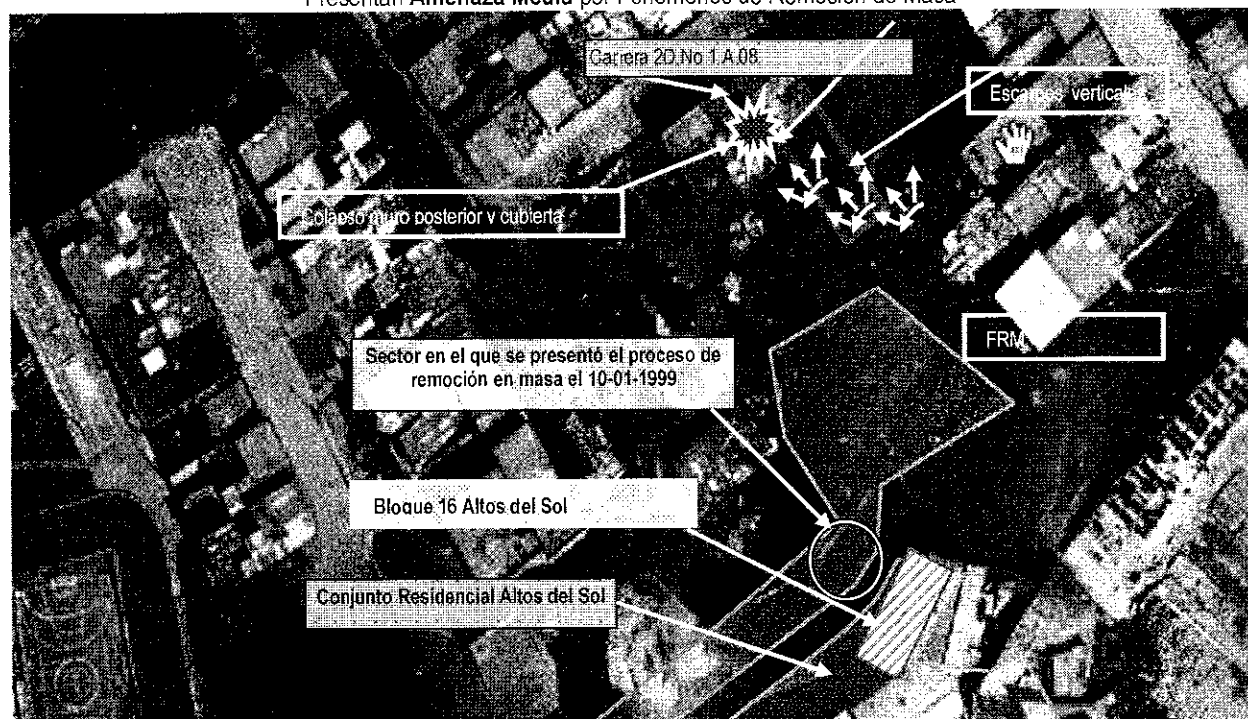 Presentan Amenaza Media por Fenómenos de Remoción de Masa
Carrera 2D No 1 A 08
Escarpes verticales
Colapso muro posterior y cubierta
FRM
Sector en el que se presentó el proceso de
remoción en masa el 10-01-1999
Bloque 16 Altos del Sol
Conjunto Residencial Altos del Sol